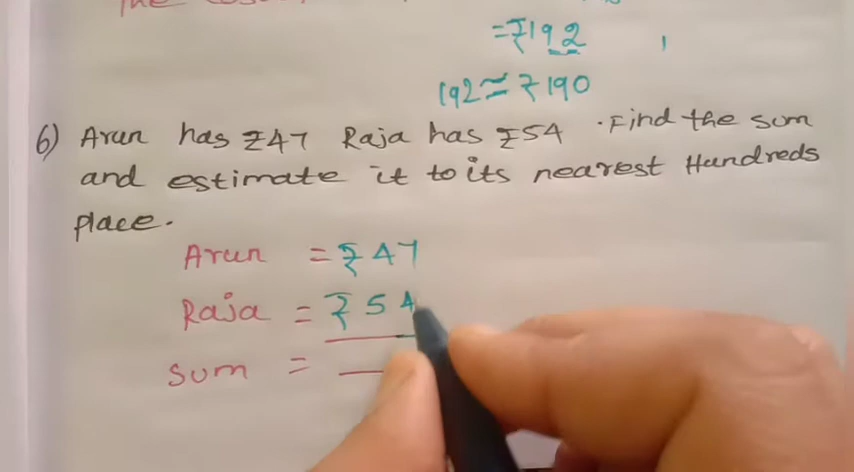 The
=₹192
192≃₹190
6) Arun has ₹47 Raja has ₹54 . Find the sum
and estimate it to its nearest Hundreds
place.
Arun = ₹47
Raja = ₹54
Sum =